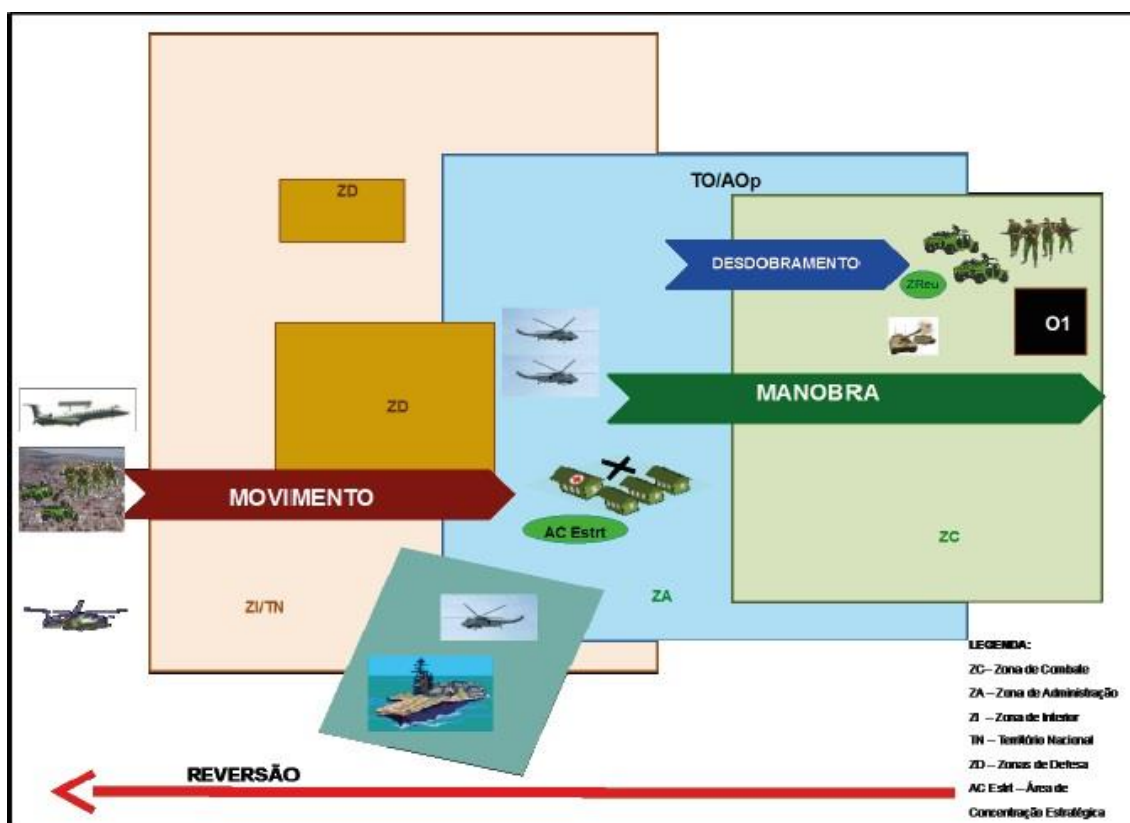 ZD
TO/AOp
DESDOBRAMENTO
ZReu
O1
MANOBRA
ZD
MOVIMENTO
AC Estrt
ZC
ZI/TN
ZA
LEGENDA:
ZC– Zona de Combate
ZA – Zona de Administração
ZI – Zona de Interior
TN – Território Nacional
ZD – Zonas de Defesa
AC Estrt – Área de
Concentração Estratégica
REVERSÃO